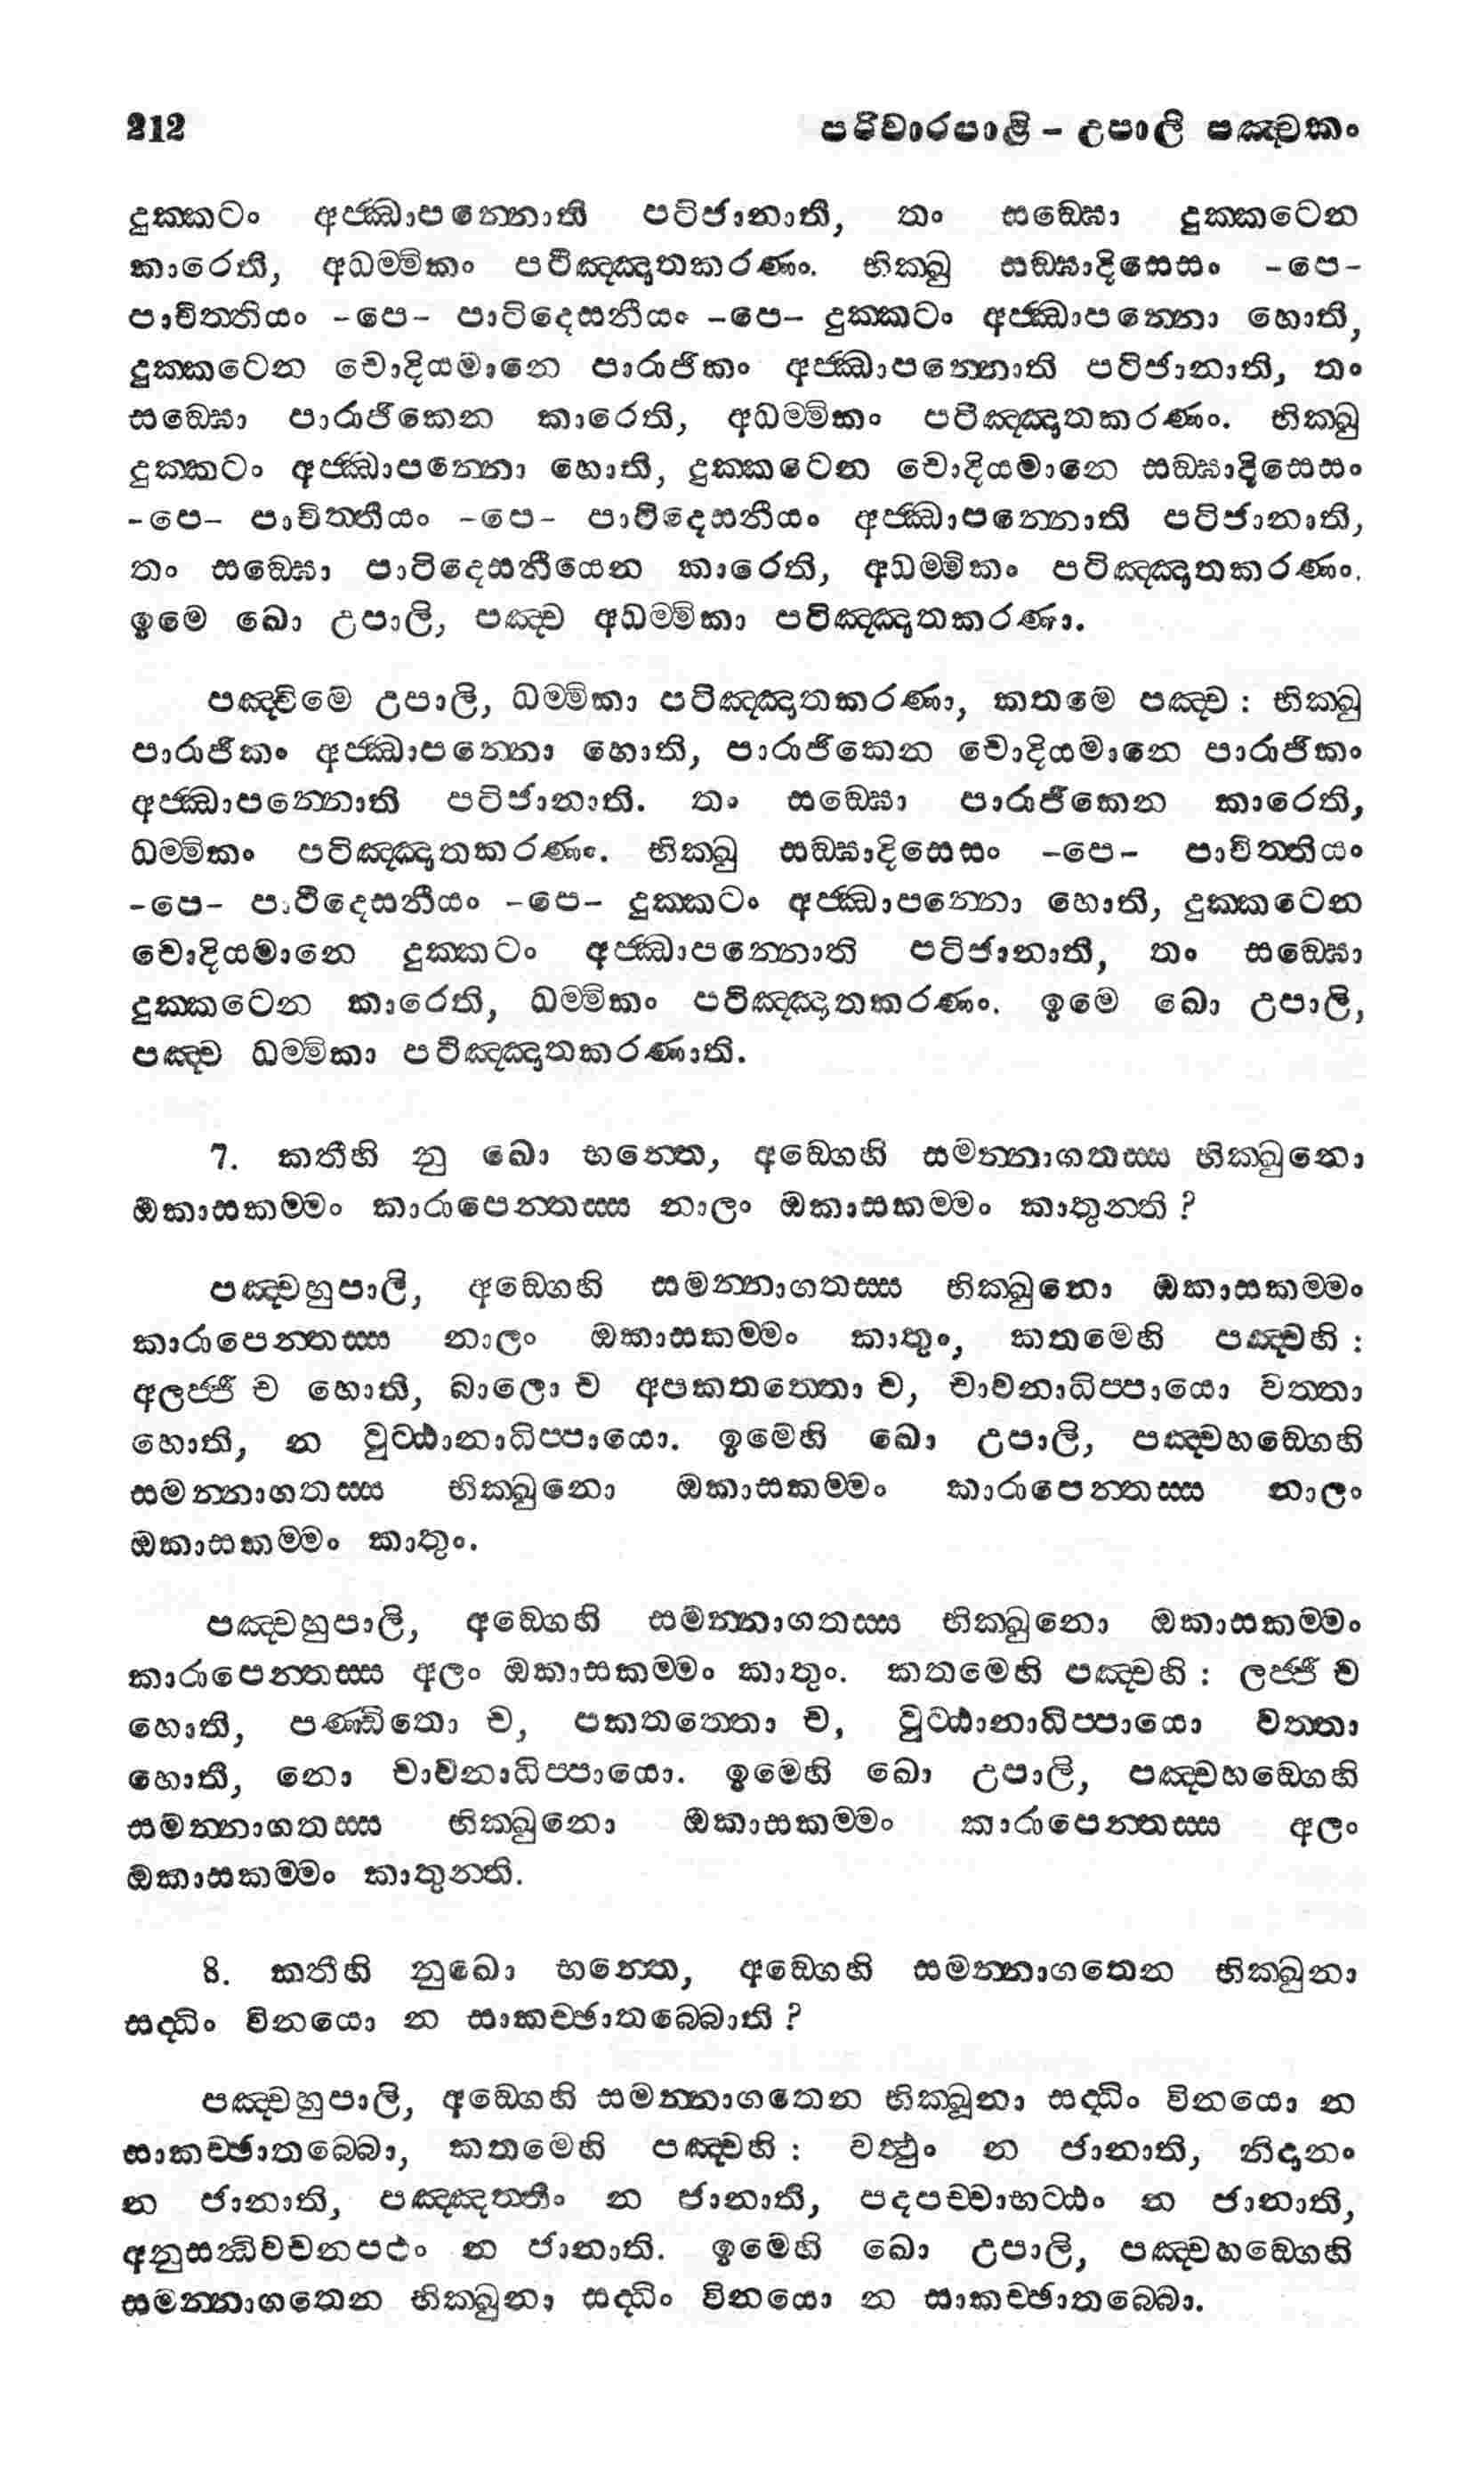 212 පරිවාරපාළි - උපාලි පඤ්චකං
දුක්කටං අජ්ඣාපන්නොති පටිජානාති, තං සඞ්ඝො දුක්කටෙන
කාරෙති, අධම්මිකං පටිඤ්ඤාතකරණං. භික්ඛු සඞ්ඝාදිසෙසං -පෙ-
පාචිත්තියං -පෙ- පාටිදෙසනීයං -පෙ- දුක්කටං අජ්ඣාපන්නො හොති,
දුක්කටෙන චොදියමානෙ පාරාජිකං අජ්ඣාපන්නොති පටිජානාති, තං
සඞ්ඝො පාරාජිකෙන කාරෙති, අධම්මිකං පටිඤ්ඤාතකරණං. භික්ඛු
දුක්කටං අජ්ඣාපන්නො හොති, දුක්කටෙන චොදියමානෙ සඞ්ඝාදිසෙසං
-පෙ- පාචිත්තියං -පෙ- පාටිදෙසනීයං අජ්ඣාපන්නොති පටිජානාති,
තං සඞ්ඝො පාටිදෙසනීයෙන කාරෙති, අධම්මිකං පටිඤ්ඤාතකරණං.
ඉමෙ ඛො උපාලි, පඤ්ච අධම්මිකා පටිඤ්ඤාතකරණා.
පඤ්චිමෙ උපාලි, ධම්මිකා පටිඤ්ඤාතකරණා, කතමෙ පඤ්ච : භික්ඛු
පාරාජිකං අජ්ඣාපන්නො හොති, පාරාජිකෙන චොදියමානෙ පාරාජිකං
අජ්ඣාපන්නොති පටිජානාති. තං සඞ්ඝො පාරාජිකෙන කාරෙති,
ධම්මිකං පටිඤ්ඤාතකරණං. භික්ඛු සඞ්ඝාදිසෙසං -පෙ- පාචිත්තියං
-පෙ- පාටිදෙසනීයං -පෙ- දුක්කටං අජ්ඣාපන්නො හොති, දුක්කටෙන
චොදියමානෙ දුක්කටං අජ්ඣාපන්නොති පටිජානාති, තං සඞ්ඝො
දුක්කටෙන කාරෙති, ධම්මිකං පටිඤ්ඤාතකරණං. ඉමෙ ඛො උපාලි,
පඤ්ච ධම්මිකා පටිඤ්ඤාතකරණාති.
7. කතීහි නු ඛො භන්තෙ, අඞ්ගෙහි සමන්නාගතස්ස භික්ඛුනො
ඔකාසකම්මං කාරාපෙන්තස්ස නාලං ඔකාසකම්මං කාතුන්ති ?
පඤ්චහුපාලි, අඞ්ගෙහි සමන්නාගතස්ස භික්ඛුනො ඔකාසකම්මං
කාරාපෙන්තස්ස නාලං ඔකාසකම්මං කාතුං, කතමෙහි පඤ්චහි :
අලජ්ජී ච හොති, බාලො ච අපකතත්තො ච, චාවනාධිප්පායො වත්තා
හොති, න වුට්ඨානාධිප්පායො. ඉමෙහි ඛො උපාලි, පඤ්චහඞ්ගෙහි
සමන්නාගතස්ස භික්ඛුනො ඔකාසකම්මං කාරාපෙන්තස්ස නාලං
ඔකාසකම්මං කාතුං.
පඤ්චහුපාලි, අඞ්ගෙහි සමන්නාගතස්ස භික්ඛුනො ඔකාසකම්මං
කාරාපෙන්තස්ස අලං ඔකාසකම්මං කාතුං. කතමෙහි පඤ්චහි : ලජ්ජී ච
හොති, පණ්ඩිතො ච, පකතත්තො ච, වුට්ඨානාධිප්පායො වත්තා
හොති, නො චාවනාධිප්පායො. ඉමෙහි ඛො උපාලි, පඤ්චහඞ්ගෙහි
සමන්නාගතස්ස භික්ඛුනො ඔකාසකම්මං කාරාපෙන්තස්ස අලං
ඔකාසකම්මං කාතුන්ති.
8. කතීහි නුඛො භන්තෙ, අඞ්ගෙහි සමන්නාගතෙන භික්ඛුනා
සද්ධිං විනයො න සාකච්ඡාතබ්බොති ?
පඤ්චහුපාලි, අඞ්ගෙහි සමන්නාගතෙන භික්ඛුනා සද්ධිං විනයො න
සාකච්ඡාතබ්බො, කතමෙහි පඤ්චහි : වත්ථුං න ජානාති, නිදානං
න ජානාති, පඤ්ඤත්තිං න ජානාති, පදපච්චාභට්ඨං න ජානාති,
අනුසන්ධිවචනපථං න ජානාති. ඉමෙහි ඛො උපාලි, පඤ්චහඞ්ගෙහි
සමන්නාගතෙන භික්ඛුනා සද්ධිං විනයො න සාකච්ඡාතබ්බො.